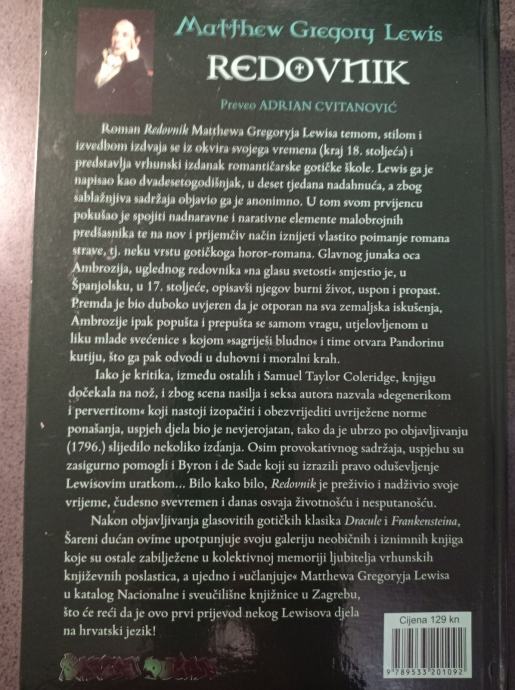 Matthew Gregory Lewis
REDOVNIK
Preveo ADRIAN CVITANOVIĆ
Roman Redovnik Matthewa Gregoryja Lewisa temom, stilom i
izvedbom izdvaja se iz okvira svojega vremena (kraj 18. stoljeća) i
predstavlja vrhunski izdanak romantičarske gotičke škole. Lewis ga je
napisao kao dvadesetogodišnjak, u deset tjedana nadahnuća, a zbog
sablažnjiva sadržaja objavio ga je anonimno. U tom svom prvijencu
pokušao je spojiti nadnaravne i narativne elemente malobrojnih
predšasnika te na nov i prijemčiv način iznijeti vlastito poimanje romana
strave, tj. neku vrstu gotičkoga horor-romana. Glavnog junaka oca
Ambrozija, uglednog redovnika »na glasu svetosti« smjestio je, u
Španjolsku, u 17. stoljeće, opisavši njegov burni život, uspon i propast.
Premda je bio duboko uvjeren da je otporan na sva zemaljska iskušenja,
Ambrozije ipak popušta i prepušta se samom vragu, utjelovljenom u
liku mlade svećenice s kojom »sagriješi bludno« i time otvara Pandorinu
kutiju, što ga pak odvodi u duhovni i moralni krah.
Iako je kritika, između ostalih i Samuel Taylor Coleridge, knjigu
dočekala na nož, i zbog scena nasilja i seksa autora nazvala »degenerikom
i pervertitom« koji nastoji izopačiti i obezvrijediti uvriježene norme
ponašanja, uspjeh djela bio je nevjerojatan, tako da je ubrzo po objavljivanju
(1796.) slijedilo nekoliko izdanja. Osim provokativnog sadržaja, uspjehu su
zasigurno pomogli i Byron i de Sade koji su izrazili pravo oduševljenje
Lewisovim uratkom... Bilo kako bilo, Redovnik je preživio i nadživio svoje
vrijeme, čudesno svevremen i danas osvaja životnošću i nesputanošću.
Nakon objavljivanja glasovitih gotičkih klasika Dracule i Frankensteina,
Šareni dućan ovime upotpunjuje svoju galeriju neobičnih i iznimnih knjiga
koje su ostale zabilježene u kolektivnoj memoriji ljubitelja vrhunskih
književnih poslastica, a ujedno i »učlanjuje« Matthewa Gregoryja Lewisa
u katalog Nacionalne i sveučilišne knjižnice u Zagrebu,
što će reći da je ovo prvi prijevod nekog Lewisova djela
na hrvatski jezik!
Cijena 129 kn
9 789533 201092